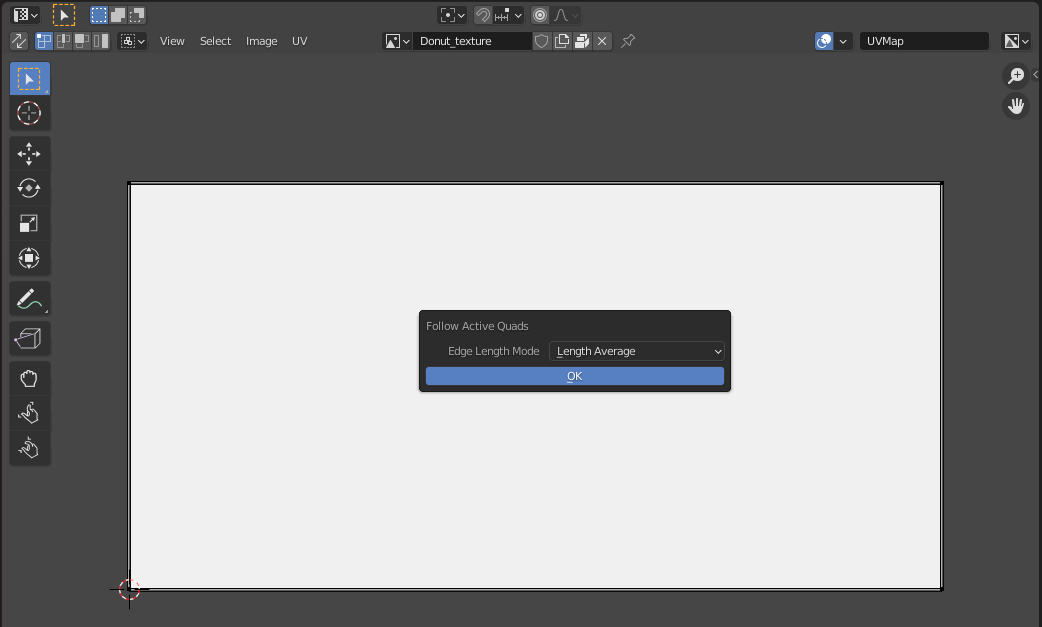 View Select Image UV Donut_texture UVMap
Follow Active Quads
Edge Length Mode Length Average
OK